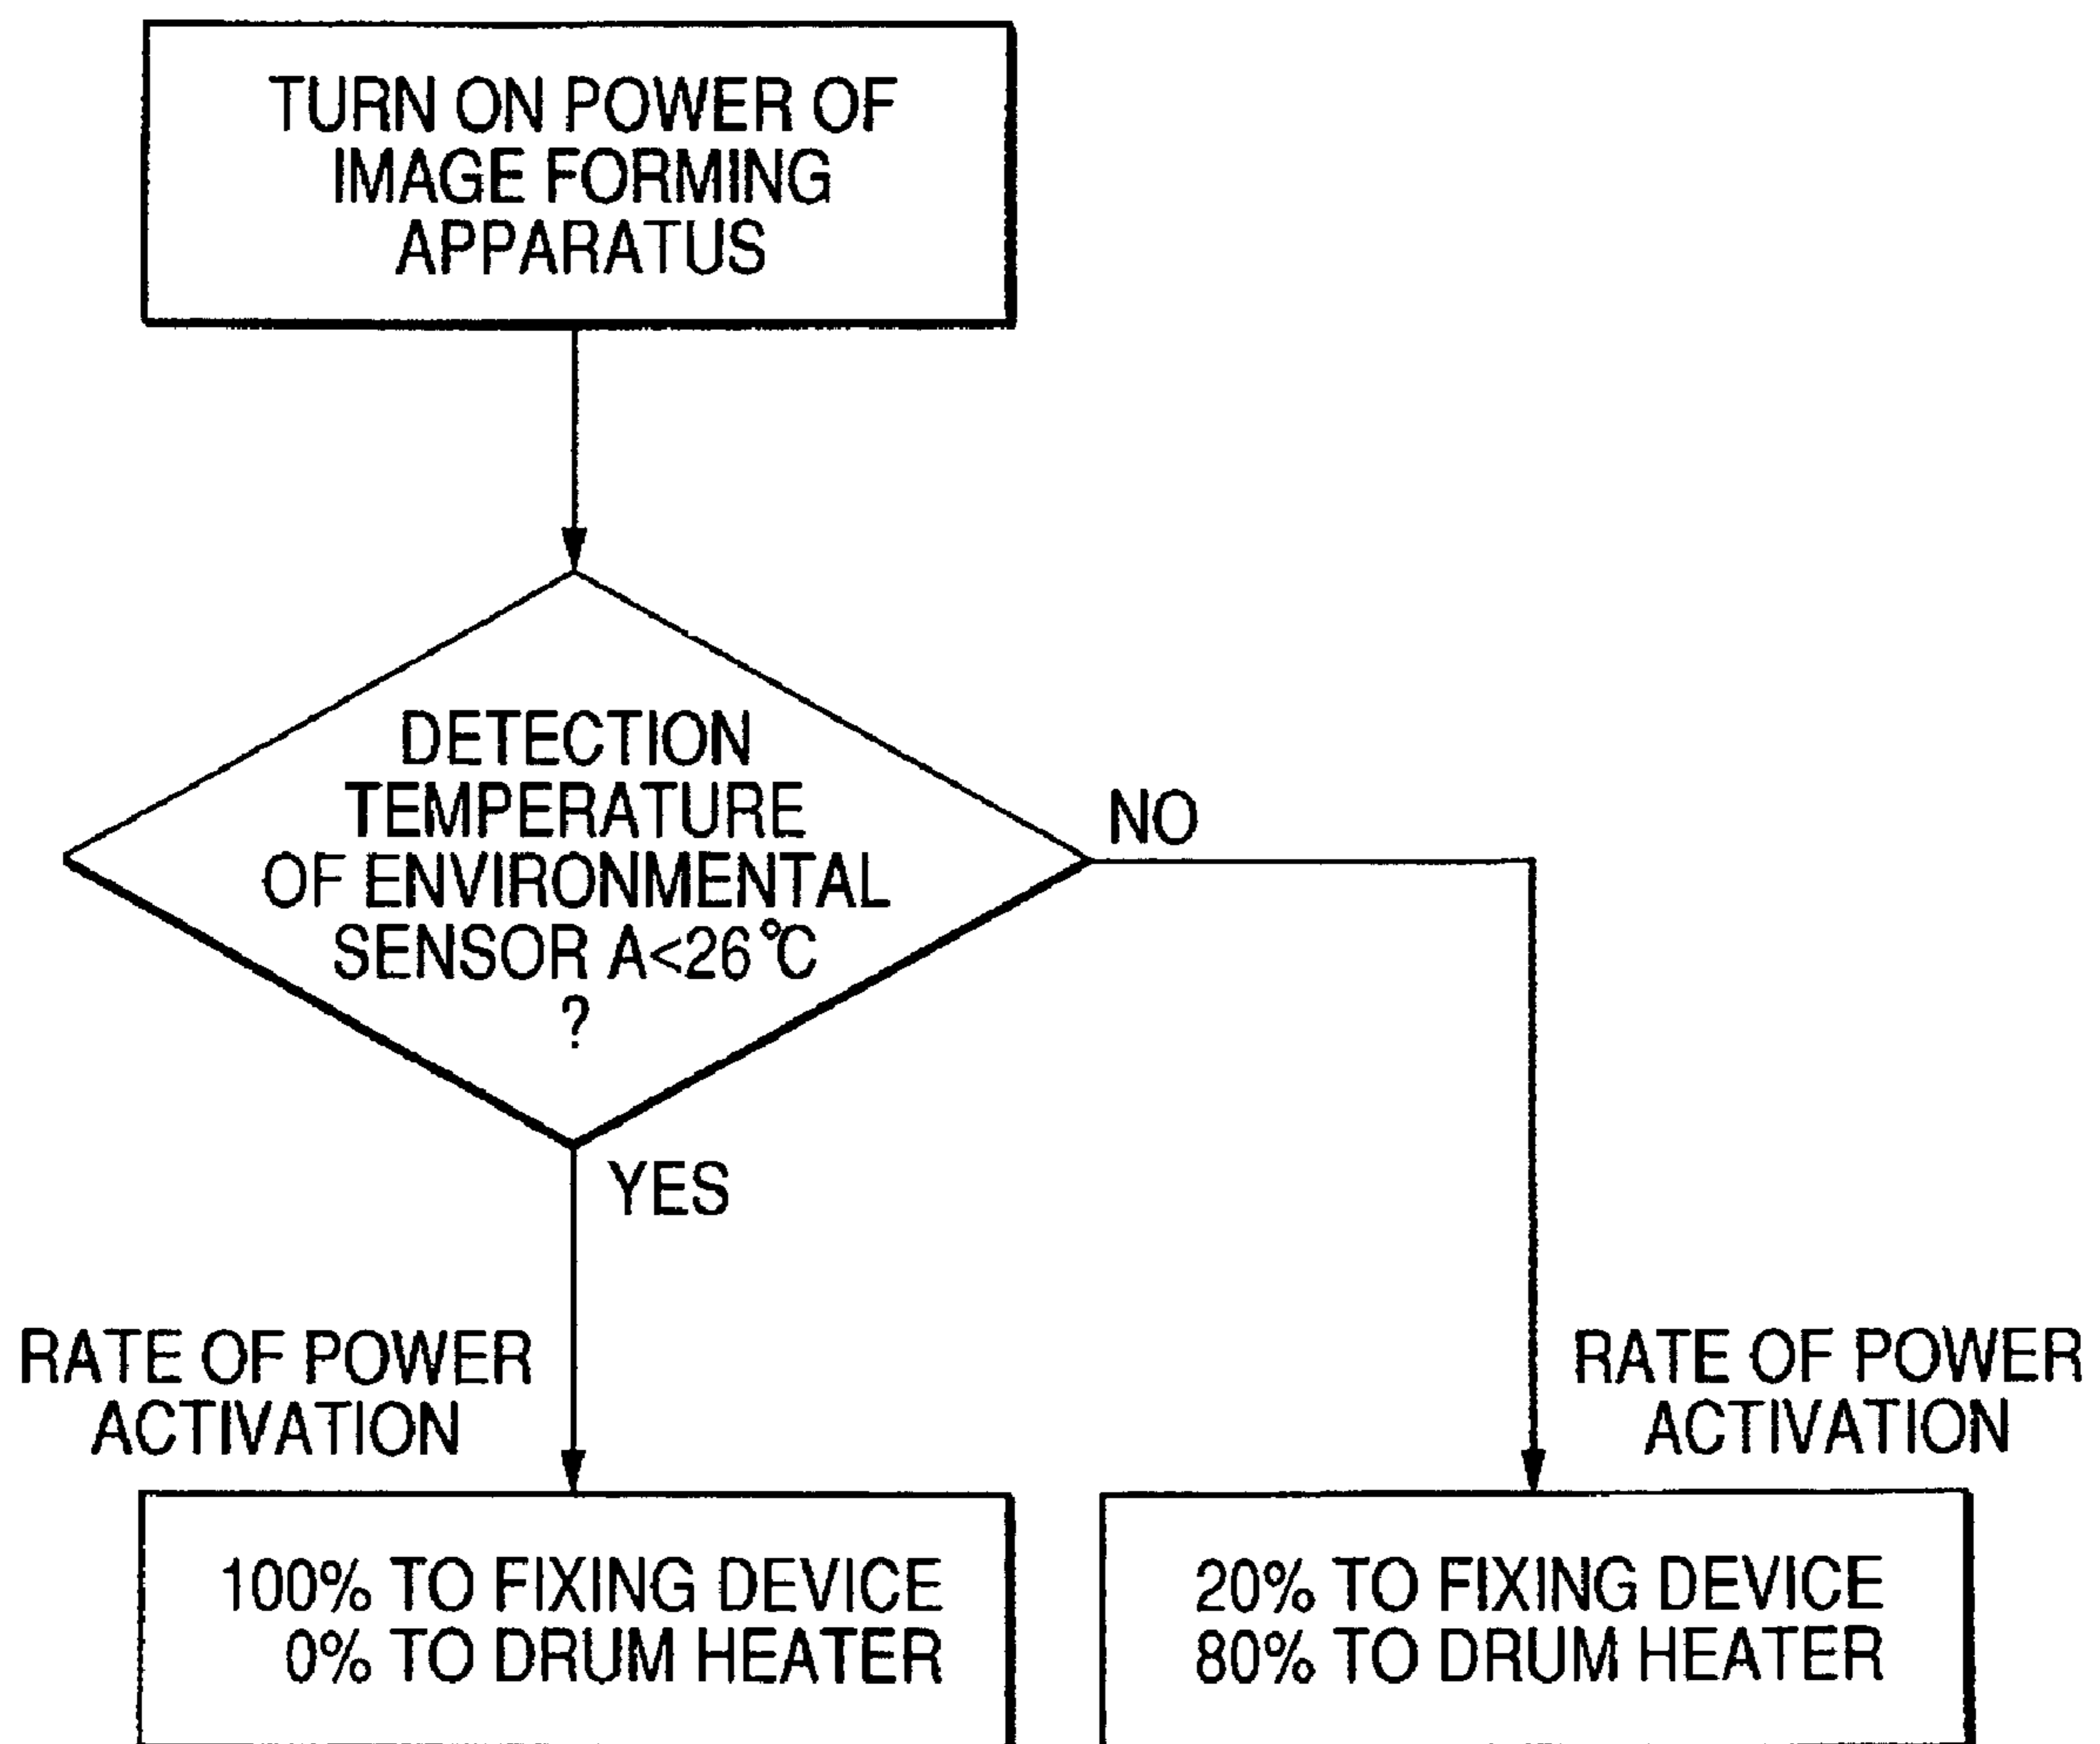 TURN ON POWER OF
IMAGE FORMING
APPARATUS
DETECTION
TEMPERATURE
OF ENVIRONMENTAL
SENSOR A<26°C
?
NO
YES
RATE OF POWER
ACTIVATION
RATE OF POWER
ACTIVATION
100% TO FIXING DEVICE
0% TO DRUM HEATER
20% TO FIXING DEVICE
80% TO DRUM HEATER